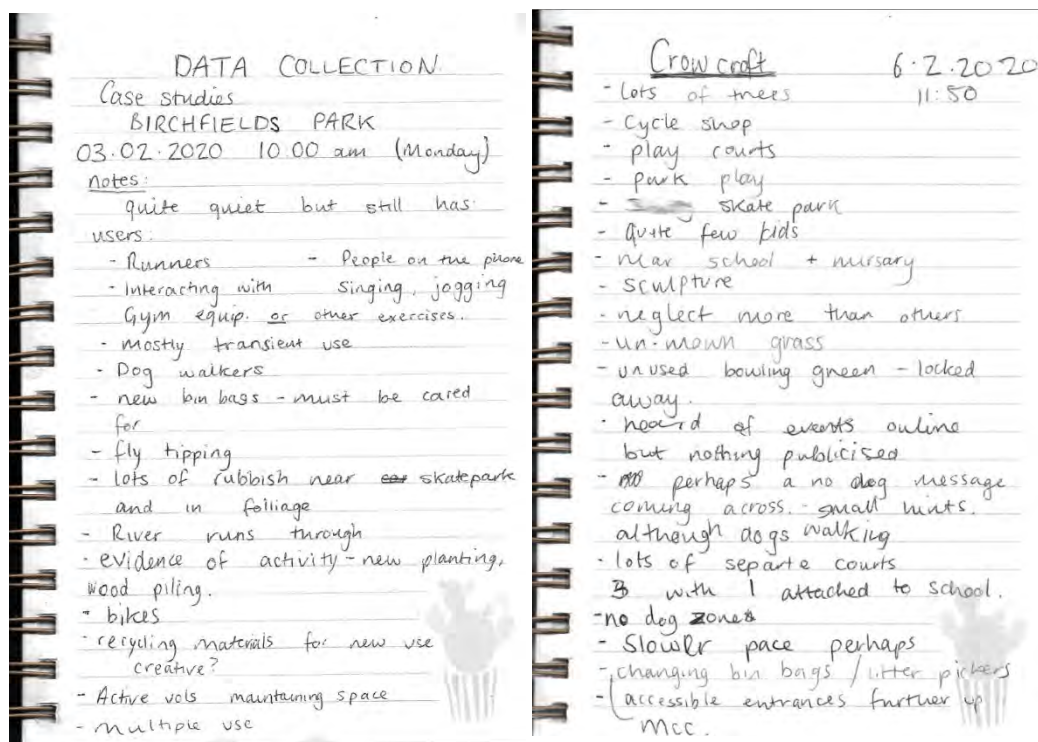 DATA COLLECTION.
Case studies
BIRCHFIELDS PARK
03.02.2020 10:00 am (Monday)
notes:
quite quiet but still has
users:
- Runners - People on the phone
- Interacting with singing, jogging
Gym equip. or other exercises.
- mostly transient use
- Dog walkers
- new bin bags - must be cared
for
- fly tipping
- lots of rubbish near skatepark
and in folliage
- River runs through
- evidence of activity - new planting,
wood piling.
- bikes
- recycling materials for new use
creative?
- Active vols maintaining space
- multiple use
Crowcroft 6.2.2020
- lots of trees 11:50
- Cycle shop
- play courts
- park play
- skate park
- Quite few kids
- near school + nursary
- sculpture
- neglect more than others
- un-mown grass
- unused bowling green - locked
away.
- heard of events online
but nothing publicised
- perhaps a no dog message
coming across. - small hints.
although dogs walking
- lots of separte courts
3 with 1 attached to school.
- no dog zones
- Slower pace perhaps
- changing bin bags / litter pickers
- accessible entrances further up
Mcc.